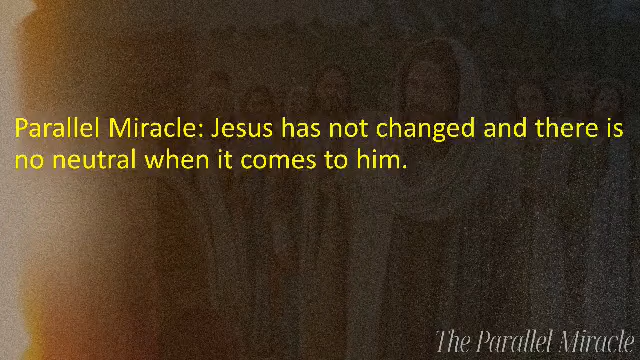 Parallel Miracle: Jesus has not changed and there is
no neutral when it comes to him.
The Parallel Miracle